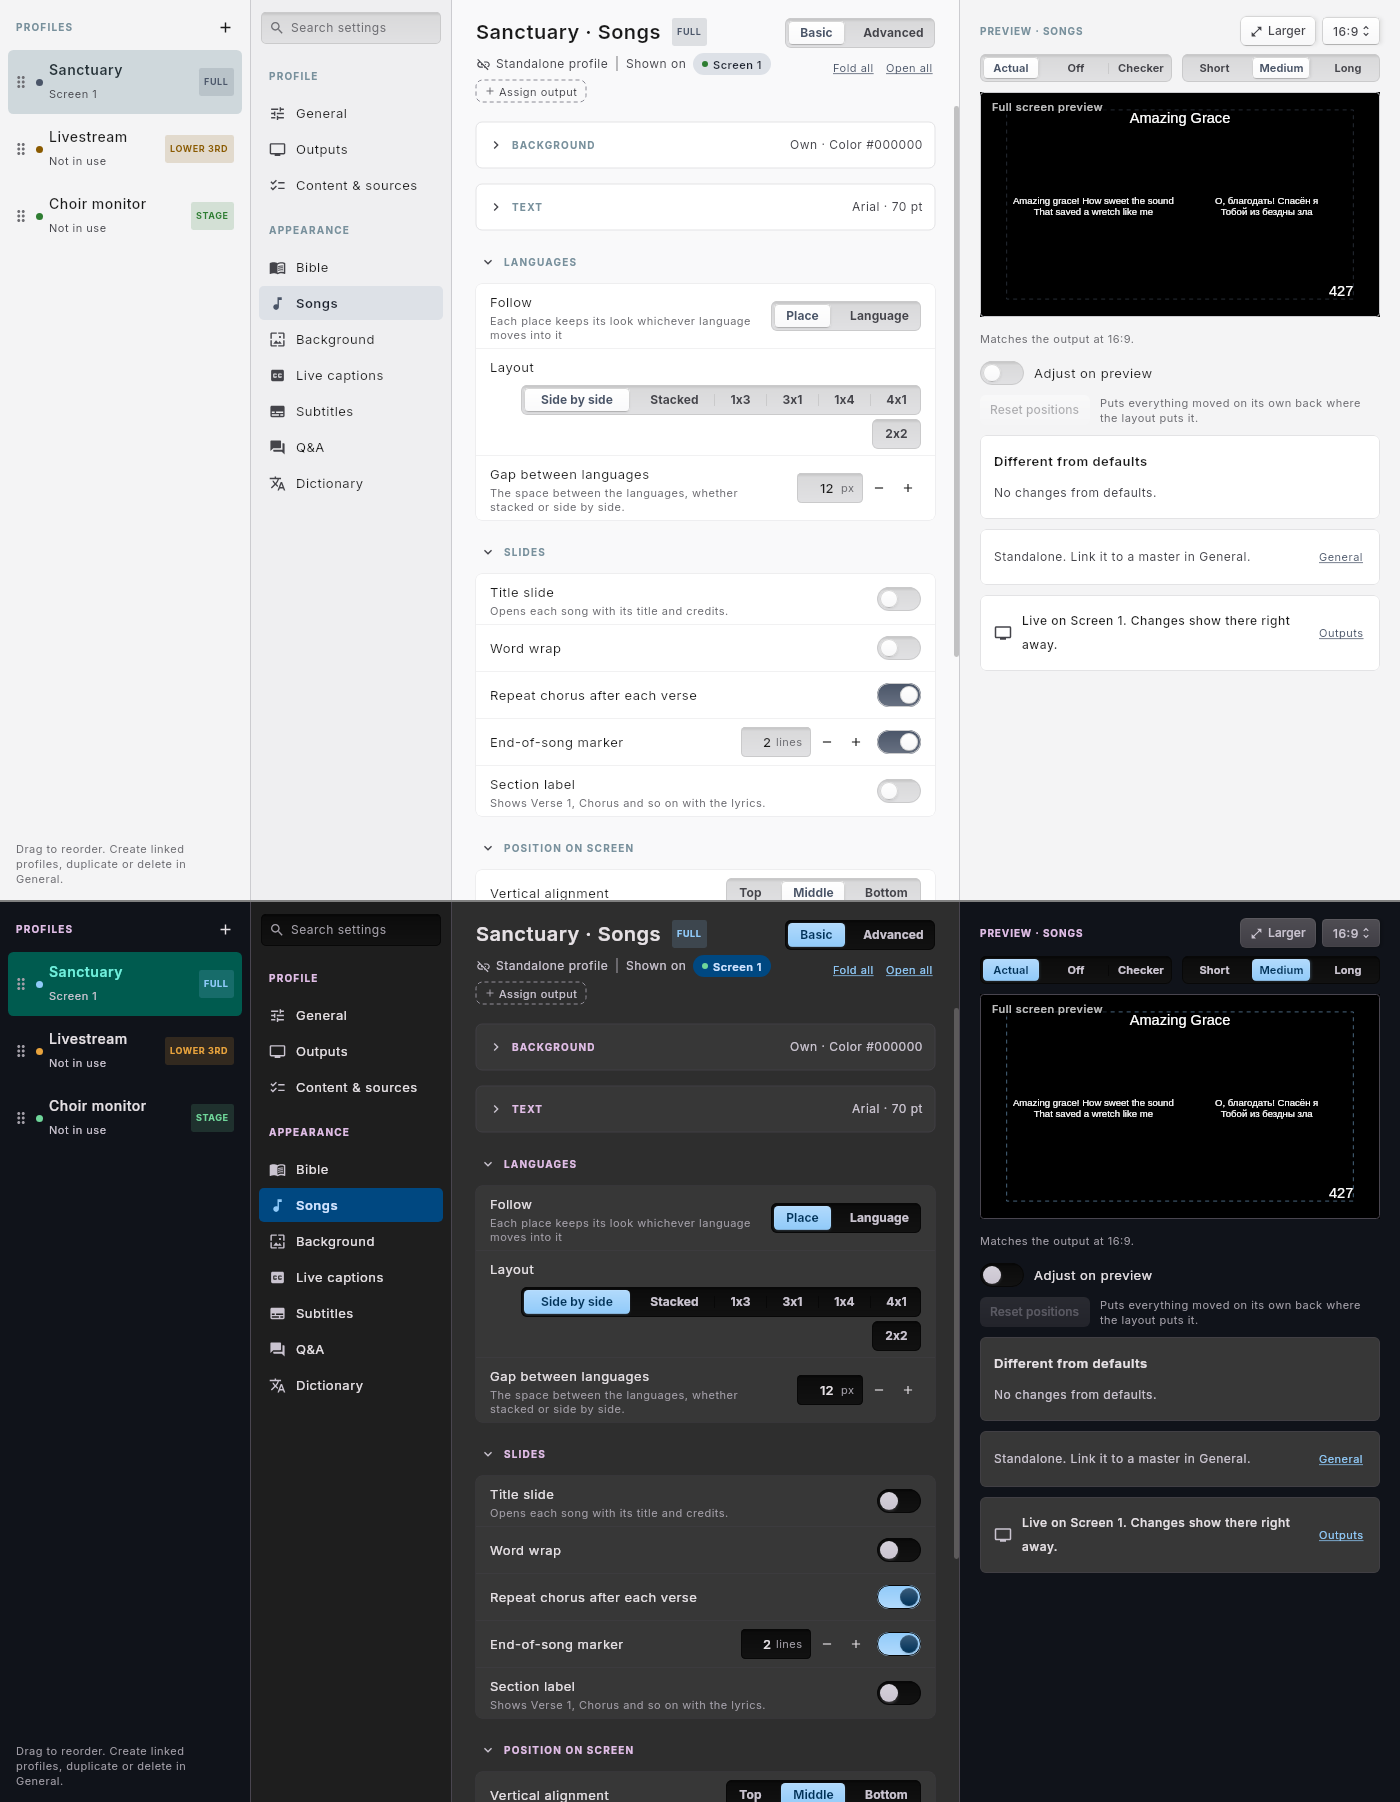 PROFILES
Sanctuary
Screen 1
FULL
Livestream
Not in use
LOWER 3RD
Choir monitor
Not in use
STAGE
Drag to reorder. Create linked
profiles, duplicate or delete in
General.
Search settings
PROFILE
General
Outputs
Content & sources
APPEARANCE
Bible
Songs
Background
Live captions
Subtitles
Q&A
Dictionary
Sanctuary · Songs FULL
Basic Advanced
Standalone profile | Shown on Screen 1
Fold all Open all
+ Assign output
BACKGROUND Own · Color #000000
TEXT Arial · 70 pt
LANGUAGES
Follow
Each place keeps its look whichever language
moves into it
Place Language
Layout
Side by side Stacked 1x3 3x1 1x4 4x1
2x2
Gap between languages
The space between the languages, whether
stacked or side by side.
12 px − +
SLIDES
Title slide
Opens each song with its title and credits.
Word wrap
Repeat chorus after each verse
End-of-song marker 2 lines − +
Section label
Shows Verse 1, Chorus and so on with the lyrics.
POSITION ON SCREEN
Vertical alignment Top Middle Bottom
PREVIEW · SONGS
Larger 16:9
Actual Off Checker Short Medium Long
Full screen preview
Amazing Grace
Amazing grace! How sweet the sound
That saved a wretch like me
О, благодать! Спасён я
Тобой из бездны зла
427
Matches the output at 16:9.
Adjust on preview
Reset positions
Puts everything moved on its own back where
the layout puts it.
Different from defaults
No changes from defaults.
Standalone. Link it to a master in General. General
Live on Screen 1. Changes show there right
away.
Outputs
PROFILES
Sanctuary
Screen 1
FULL
Livestream
Not in use
LOWER 3RD
Choir monitor
Not in use
STAGE
Drag to reorder. Create linked
profiles, duplicate or delete in
General.
Search settings
PROFILE
General
Outputs
Content & sources
APPEARANCE
Bible
Songs
Background
Live captions
Subtitles
Q&A
Dictionary
Sanctuary · Songs FULL
Basic Advanced
Standalone profile | Shown on Screen 1
Fold all Open all
+ Assign output
BACKGROUND Own · Color #000000
TEXT Arial · 70 pt
LANGUAGES
Follow
Each place keeps its look whichever language
moves into it
Place Language
Layout
Side by side Stacked 1x3 3x1 1x4 4x1
2x2
Gap between languages
The space between the languages, whether
stacked or side by side.
12 px − +
SLIDES
Title slide
Opens each song with its title and credits.
Word wrap
Repeat chorus after each verse
End-of-song marker 2 lines − +
Section label
Shows Verse 1, Chorus and so on with the lyrics.
POSITION ON SCREEN
Vertical alignment Top Middle Bottom
PREVIEW · SONGS
Larger 16:9
Actual Off Checker Short Medium Long
Full screen preview
Amazing Grace
Amazing grace! How sweet the sound
That saved a wretch like me
О, благодать! Спасён я
Тобой из бездны зла
427
Matches the output at 16:9.
Adjust on preview
Reset positions
Puts everything moved on its own back where
the layout puts it.
Different from defaults
No changes from defaults.
Standalone. Link it to a master in General. General
Live on Screen 1. Changes show there right
away.
Outputs